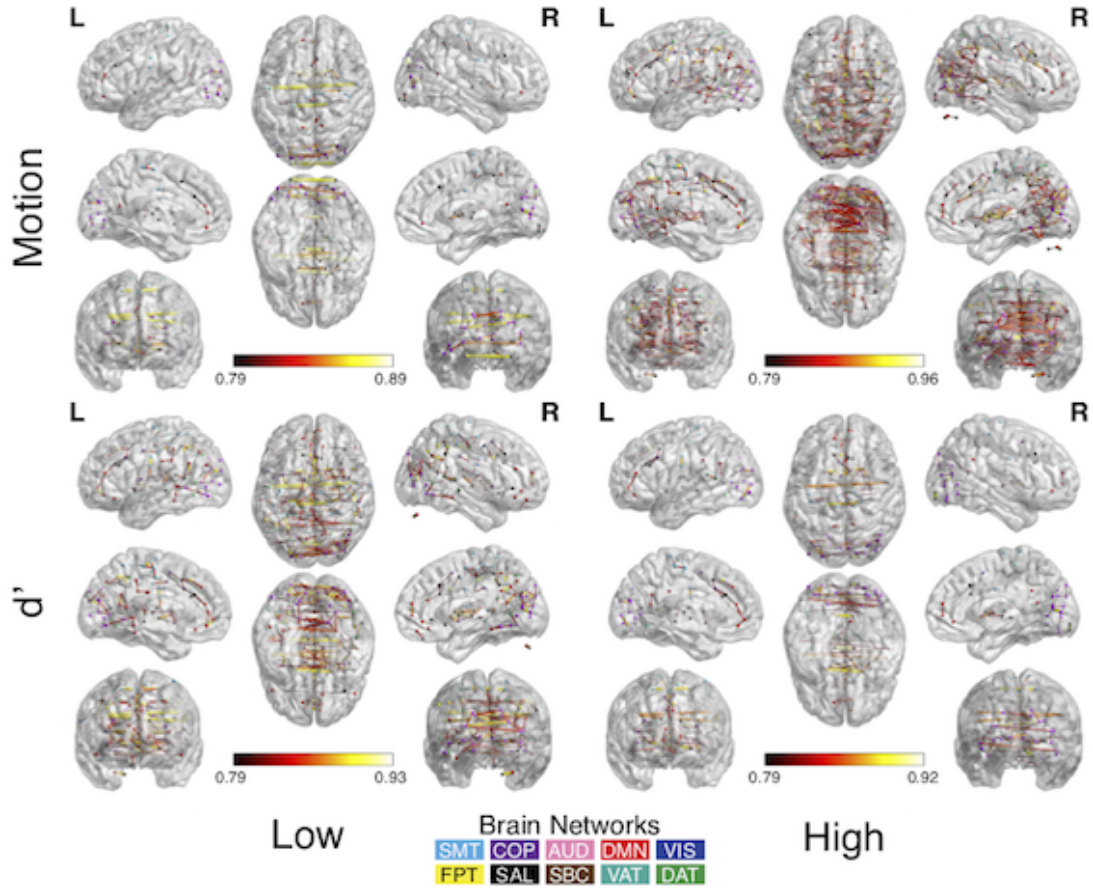 L R L R
Motion
0.79 0.89 0.79 0.96
L R L R
d'
0.79 0.93 0.79 0.92
Low High
Brain Networks
SMT COP AUD DMN VIS
FPT SAL SBC VAT DAT